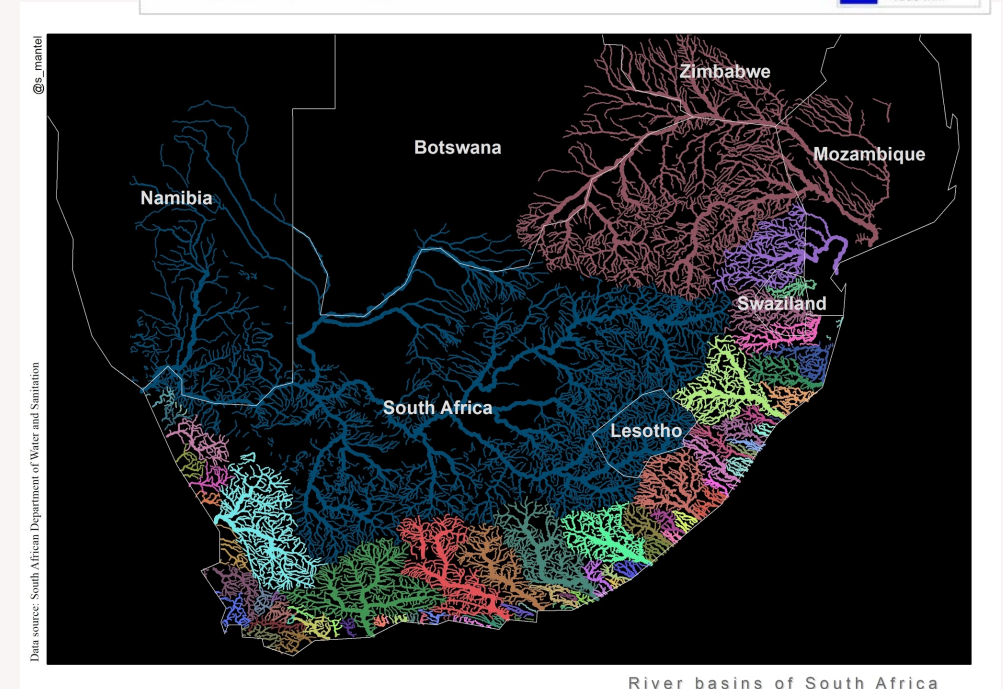 @s_mantel
Zimbabwe
Botswana
Mozambique
Namibia
Swaziland
South Africa
Lesotho
Data source: South African Department of Water and Sanitation
River basins of South Africa